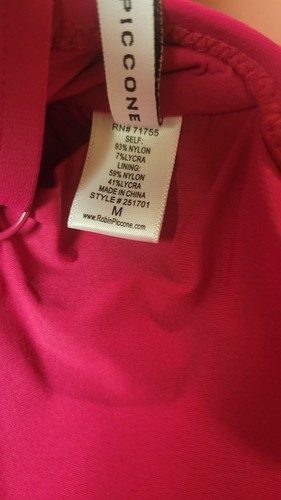 PICCONE
RN# 71755
SELF:
93% NYLON
7%LYCRA
LINING:
59% NYLON
41%LYCRA
MADE IN CHINA
STYLE # 251701
M
www.RobinPiccone.com